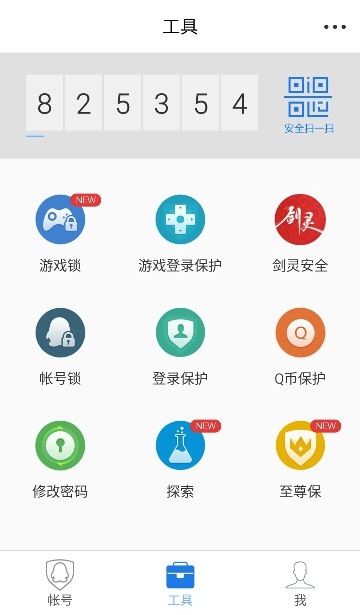 工具
8 2 5 3 5 4
安全扫一扫
NEW
游戏锁
游戏登录保护
剑灵
剑灵安全
Q
帐号锁
登录保护
Q币保护
NEW
NEW
修改密码
探索
至尊保
帐号
工具
我